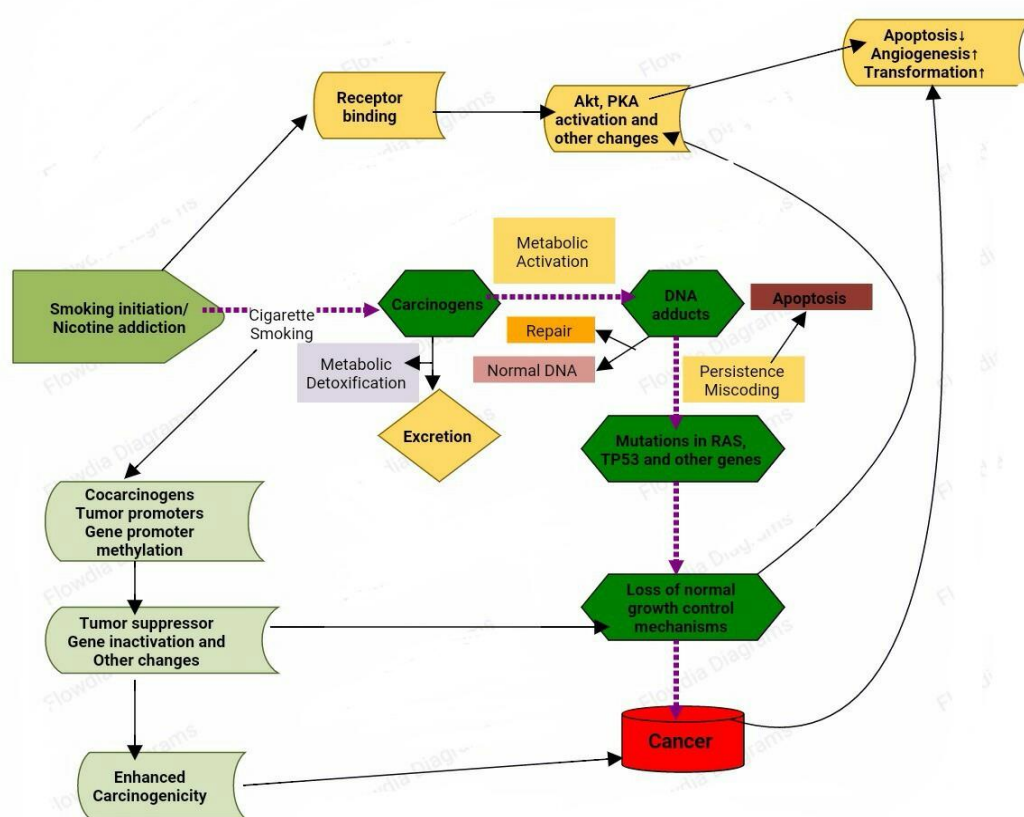 Apoptosis↓
Angiogenesis↑
Transformation↑
Receptor
binding
Akt, PKA
activation and
other changes
Metabolic
Activation
Smoking initiation/
Nicotine addiction
Cigarette
Smoking
Carcinogens
DNA
adducts
Apoptosis
Repair
Normal DNA
Metabolic
Detoxification
Persistence
Miscoding
Excretion
Mutations in RAS,
TP53 and other genes
Cocarcinogens
Tumor promoters
Gene promoter
methylation
Loss of normal
growth control
mechanisms
Tumor suppressor
Gene inactivation and
Other changes
Cancer
Enhanced
Carcinogenicity
Flowdia Diagrams